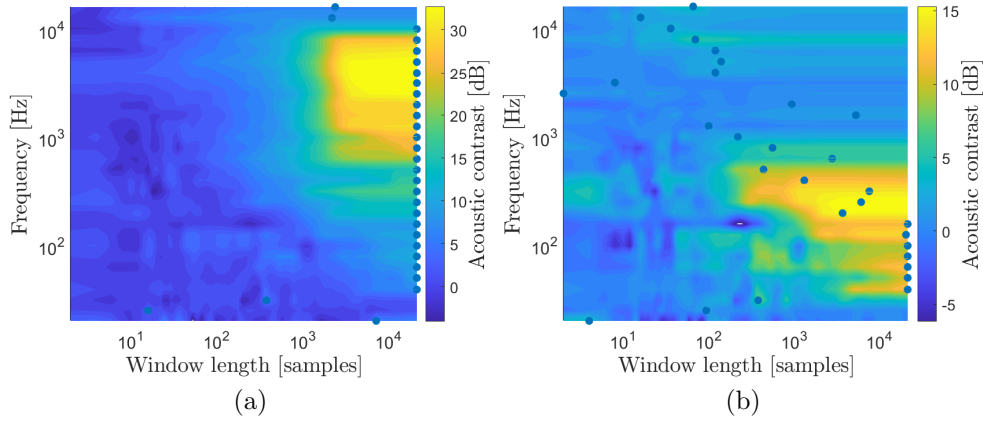 10^4
10^3
10^2
Frequency [Hz]
10^1 10^2 10^3 10^4
Window length [samples]
30
25
20
15
10
5
0
Acoustic contrast [dB]
(a)
10^4
10^3
10^2
Frequency [Hz]
10^1 10^2 10^3 10^4
Window length [samples]
15
10
5
0
-5
Acoustic contrast [dB]
(b)